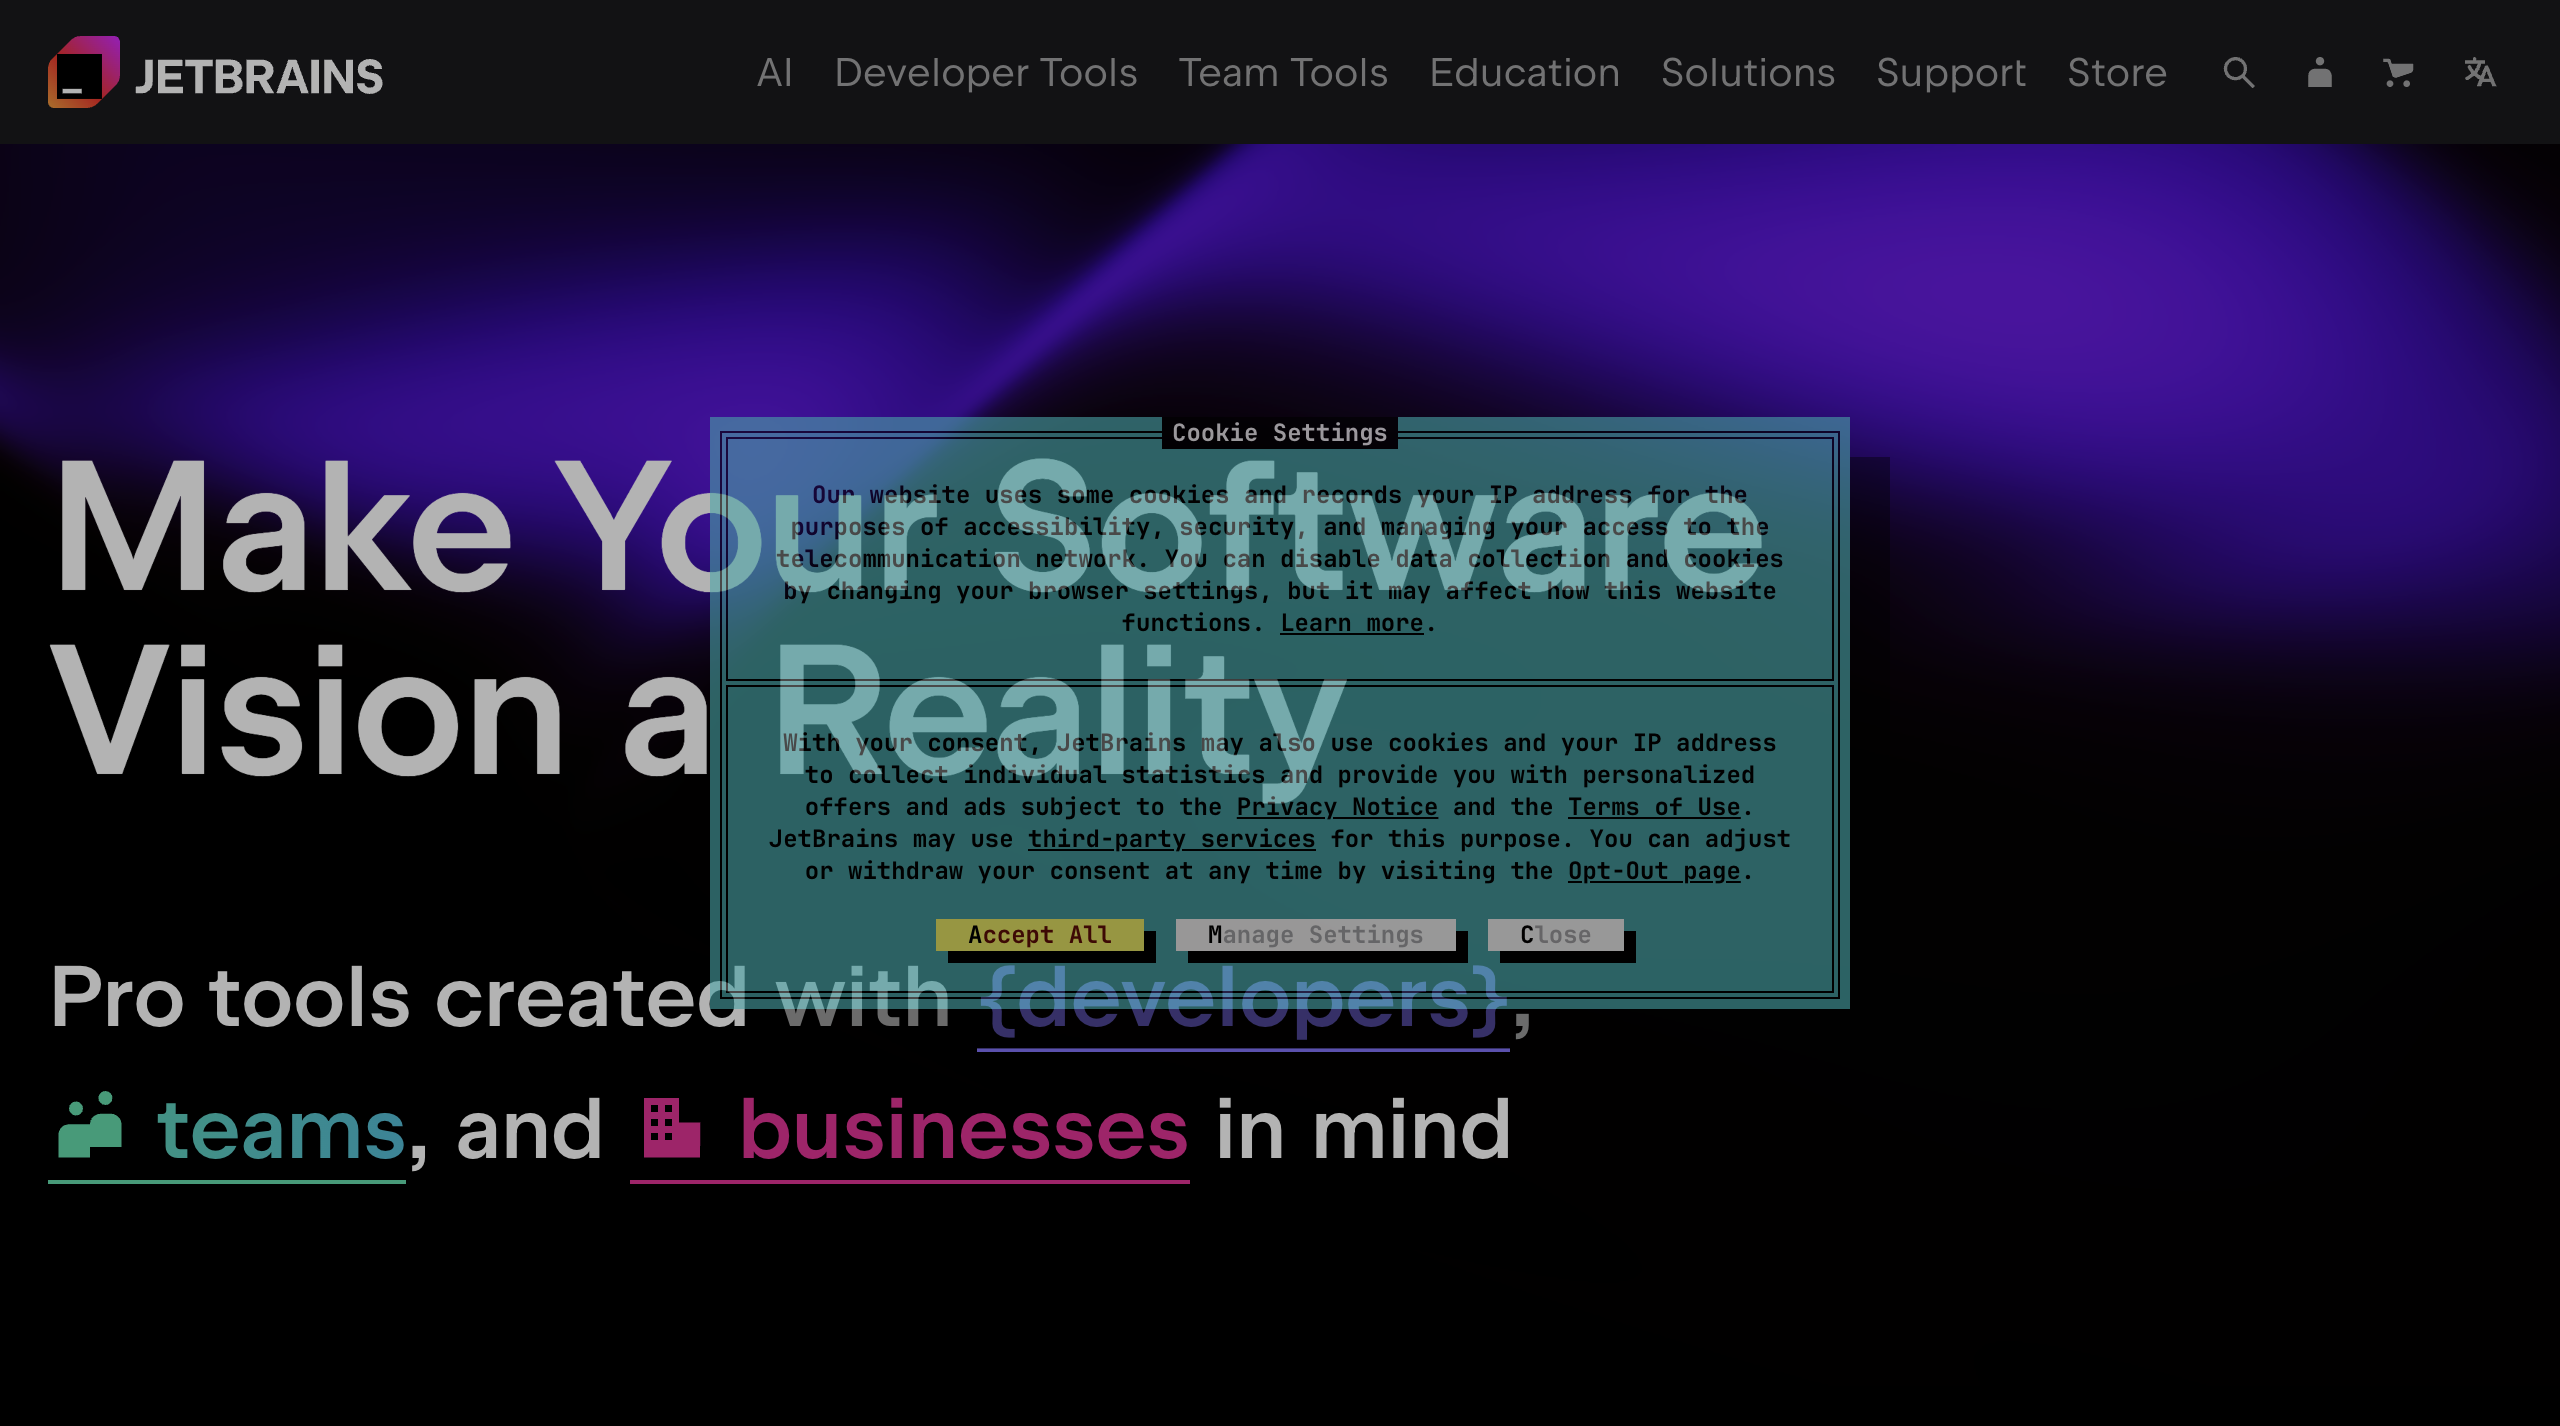 JETBRAINS
AI Developer Tools Team Tools Education Solutions Support Store
Make Your Software
Vision a Reality
Pro tools created with {developers},
teams, and businesses in mind
Cookie Settings
Our website uses some cookies and records your IP address for the
purposes of accessibility, security, and managing your access to the
telecommunication network. You can disable data collection and cookies
by changing your browser settings, but it may affect how this website
functions. Learn more.
With your consent, JetBrains may also use cookies and your IP address
to collect individual statistics and provide you with personalized
offers and ads subject to the Privacy Notice and the Terms of Use.
JetBrains may use third-party services for this purpose. You can adjust
or withdraw your consent at any time by visiting the Opt-Out page.
Accept All Manage Settings Close